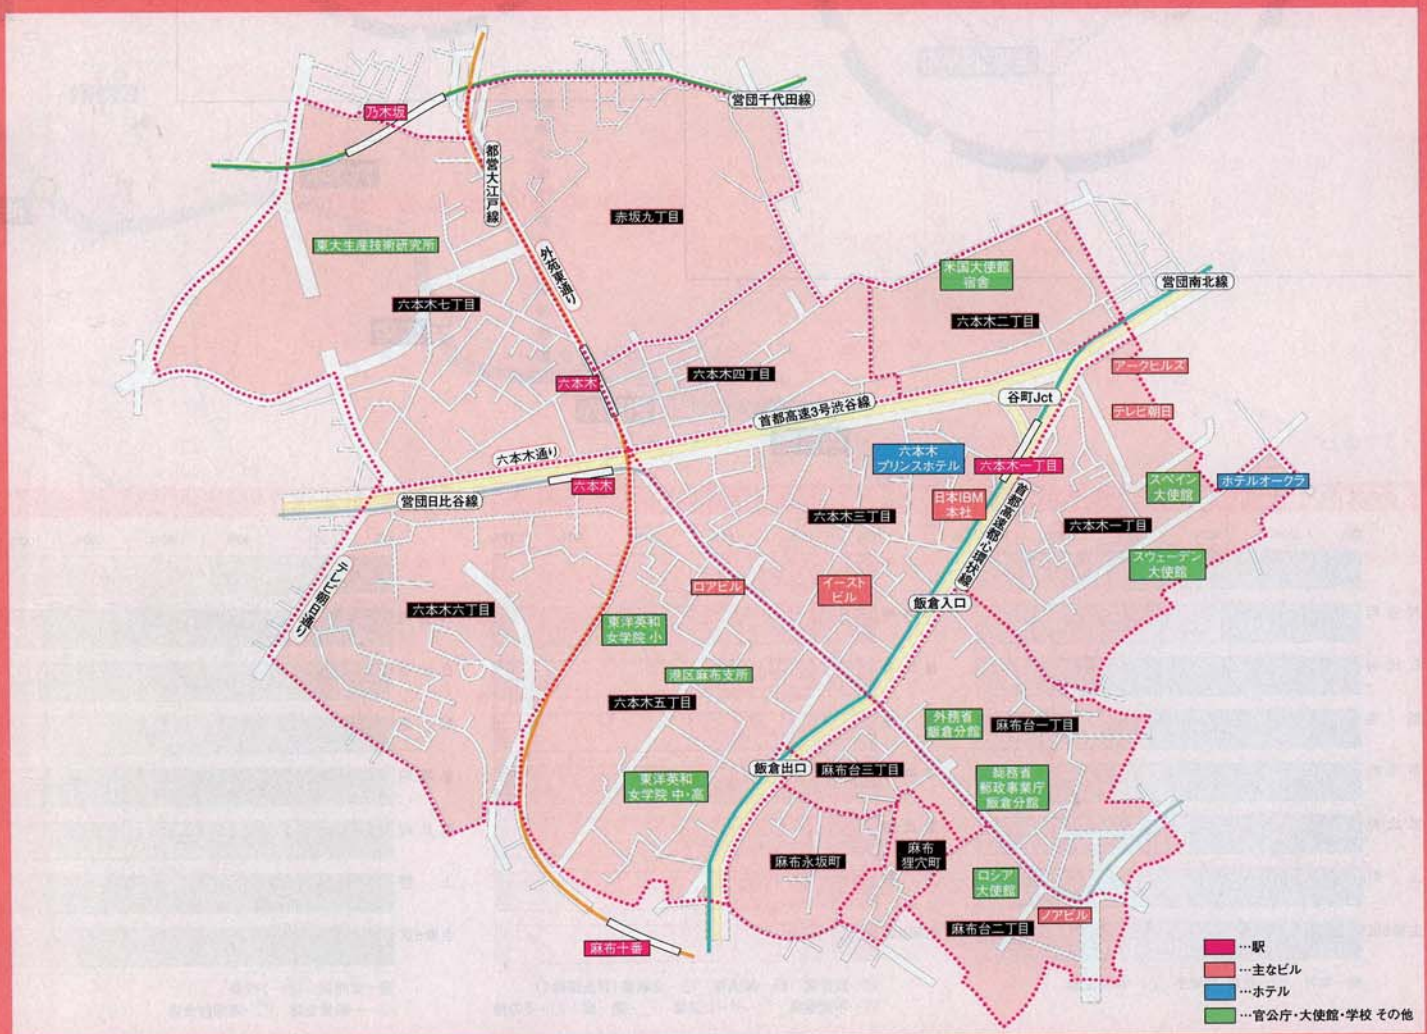 営団千代田線
乃木坂
都営大江戸線
赤坂九丁目
東大生産技術研究所
外苑東通り
米国大使館
宿舎
営団南北線
六本木七丁目
六本木二丁目
アークヒルズ
六本木四丁目
六本木
谷町Jct
首都高速3号渋谷線
テレビ朝日
六本木通り
六本木
プリンスホテル
六本木一丁目
六本木
スペイン
大使館
ホテルオークラ
営団日比谷線
日本IBM
本社
六本木三丁目
首都高速都心環状線
六本木一丁目
スウェーデン
大使館
テレビ朝日通り
ロアビル
イースト
ビル
飯倉入口
六本木六丁目
東洋英和
女学院 小
港区麻布支所
六本木五丁目
外務省
飯倉分館
麻布台一丁目
飯倉出口
麻布台三丁目
東洋英和
女学院 中・高
総務省
郵政事業庁
飯倉分館
麻布永坂町
麻布
狸穴町
ロシア
大使館
ノアビル
麻布台二丁目
麻布十番
…駅
…主なビル
…ホテル
…官公庁・大使館・学校 その他